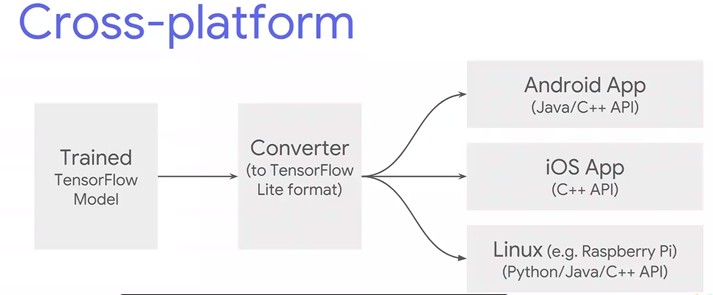 Cross-platform
Trained
TensorFlow
Model
Converter
(to TensorFlow
Lite format)
Android App
(Java/C++ API)
iOS App
(C++ API)
Linux (e.g. Raspberry Pi)
(Python/Java/C++ API)